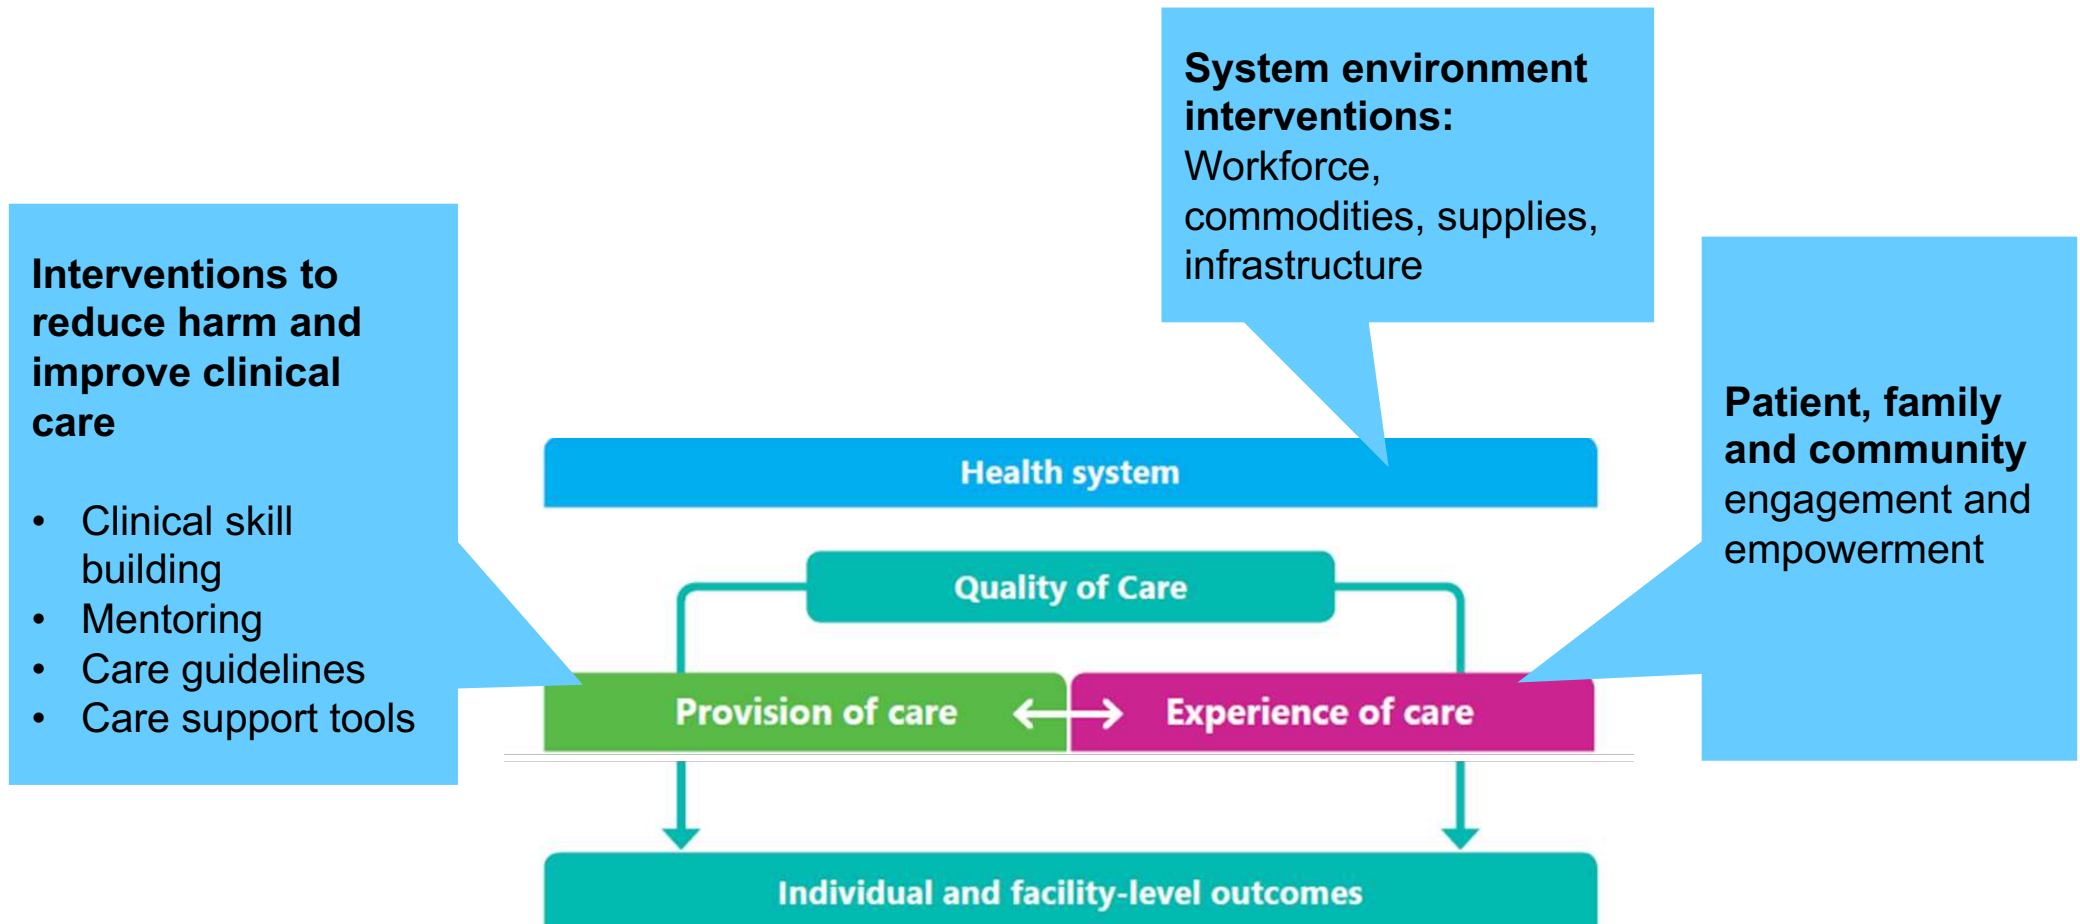 System environment
interventions:
Workforce,
commodities, supplies,
infrastructure
Interventions to
reduce harm and
improve clinical
care
• Clinical skill
building
• Mentoring
• Care guidelines
• Care support tools
Patient, family
and community
engagement and
empowerment
Health system
Quality of Care
Provision of care
Experience of care
Individual and facility-level outcomes